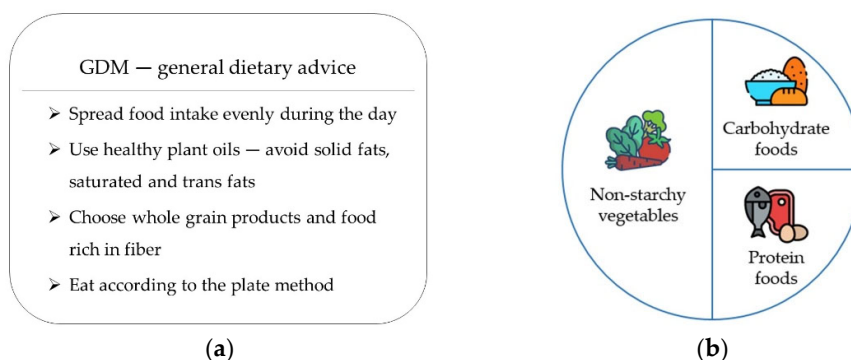 GDM — general dietary advice
➢ Spread food intake evenly during the day
➢ Use healthy plant oils — avoid solid fats,
saturated and trans fats
➢ Choose whole grain products and food
rich in fiber
➢ Eat according to the plate method
(a)
Non-starchy
vegetables
Carbohydrate
foods
Protein
foods
(b)